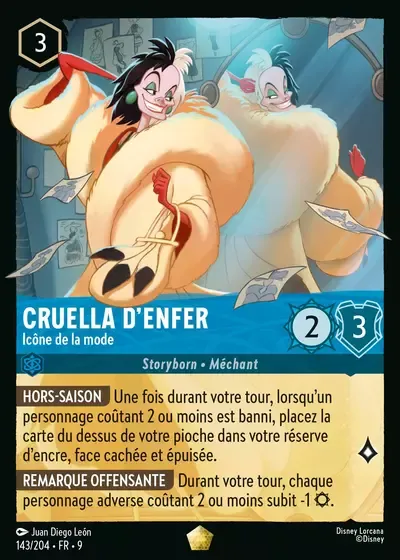 3
CRUELLA D'ENFER
Icône de la mode
2
3
Storyborn • Méchant
HORS-SAISON Une fois durant votre tour, lorsqu'un
personnage coûtant 2 ou moins est banni, placez la
carte du dessus de votre pioche dans votre réserve
d'encre, face cachée et épuisée.
REMARQUE OFFENSANTE Durant votre tour, chaque
personnage adverse coûtant 2 ou moins subit -1
Juan Diego León
143/204 • FR • 9
Disney Lorcana
©Disney